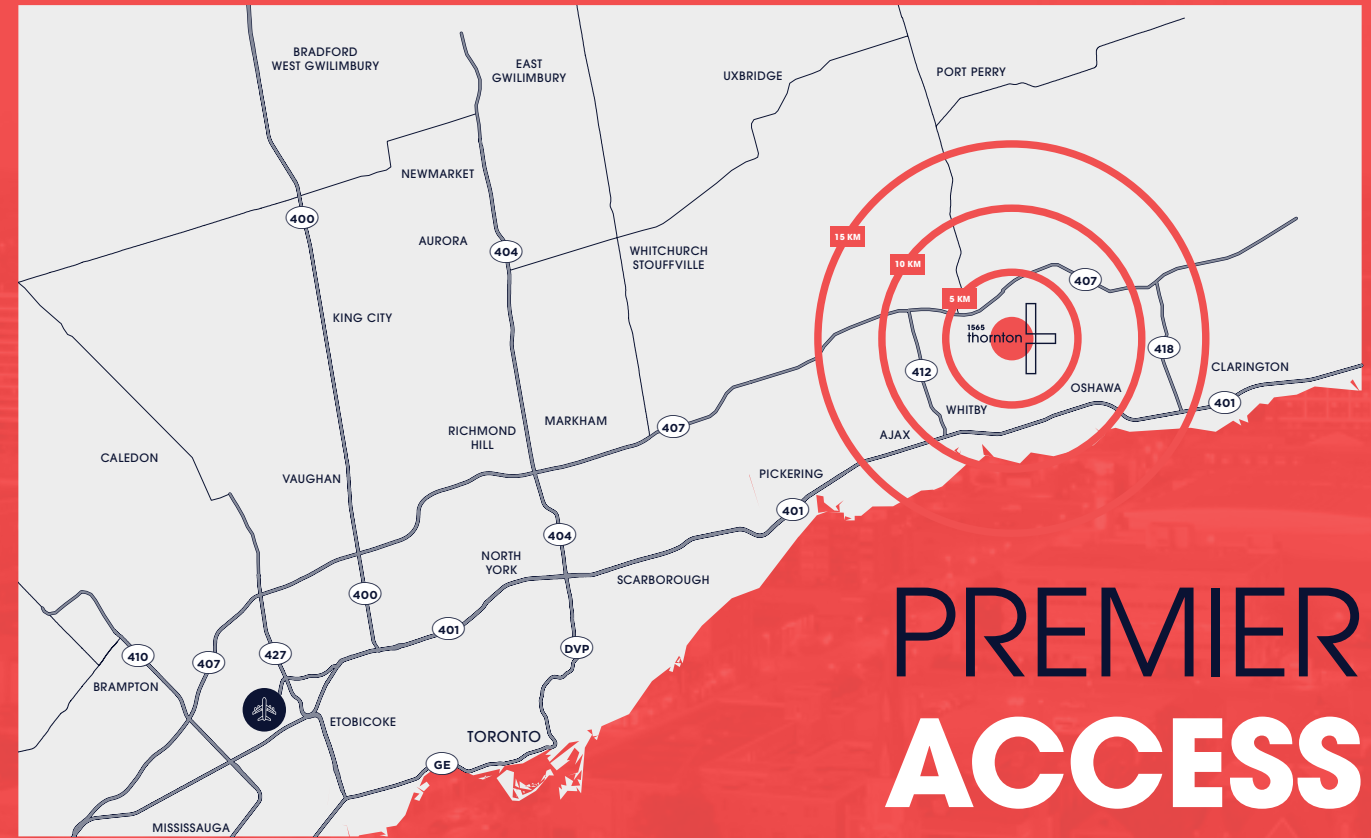 BRADFORD
WEST GWILIMBURY
EAST
GWILIMBURY
UXBRIDGE
PORT PERRY
NEWMARKET
400
AURORA
404
WHITCHURCH
STOUFFVILLE
15 KM
10 KM
5 KM
407
KING CITY
1565
thornton
412
418
CLARINGTON
401
OSHAWA
WHITBY
AJAX
RICHMOND
HILL
MARKHAM
407
CALEDON
VAUGHAN
PICKERING
401
404
NORTH
YORK
SCARBOROUGH
400
401
DVP
410
407
427
BRAMPTON
ETOBICOKE
TORONTO
GE
MISSISSAUGA
PREMIER
ACCESS